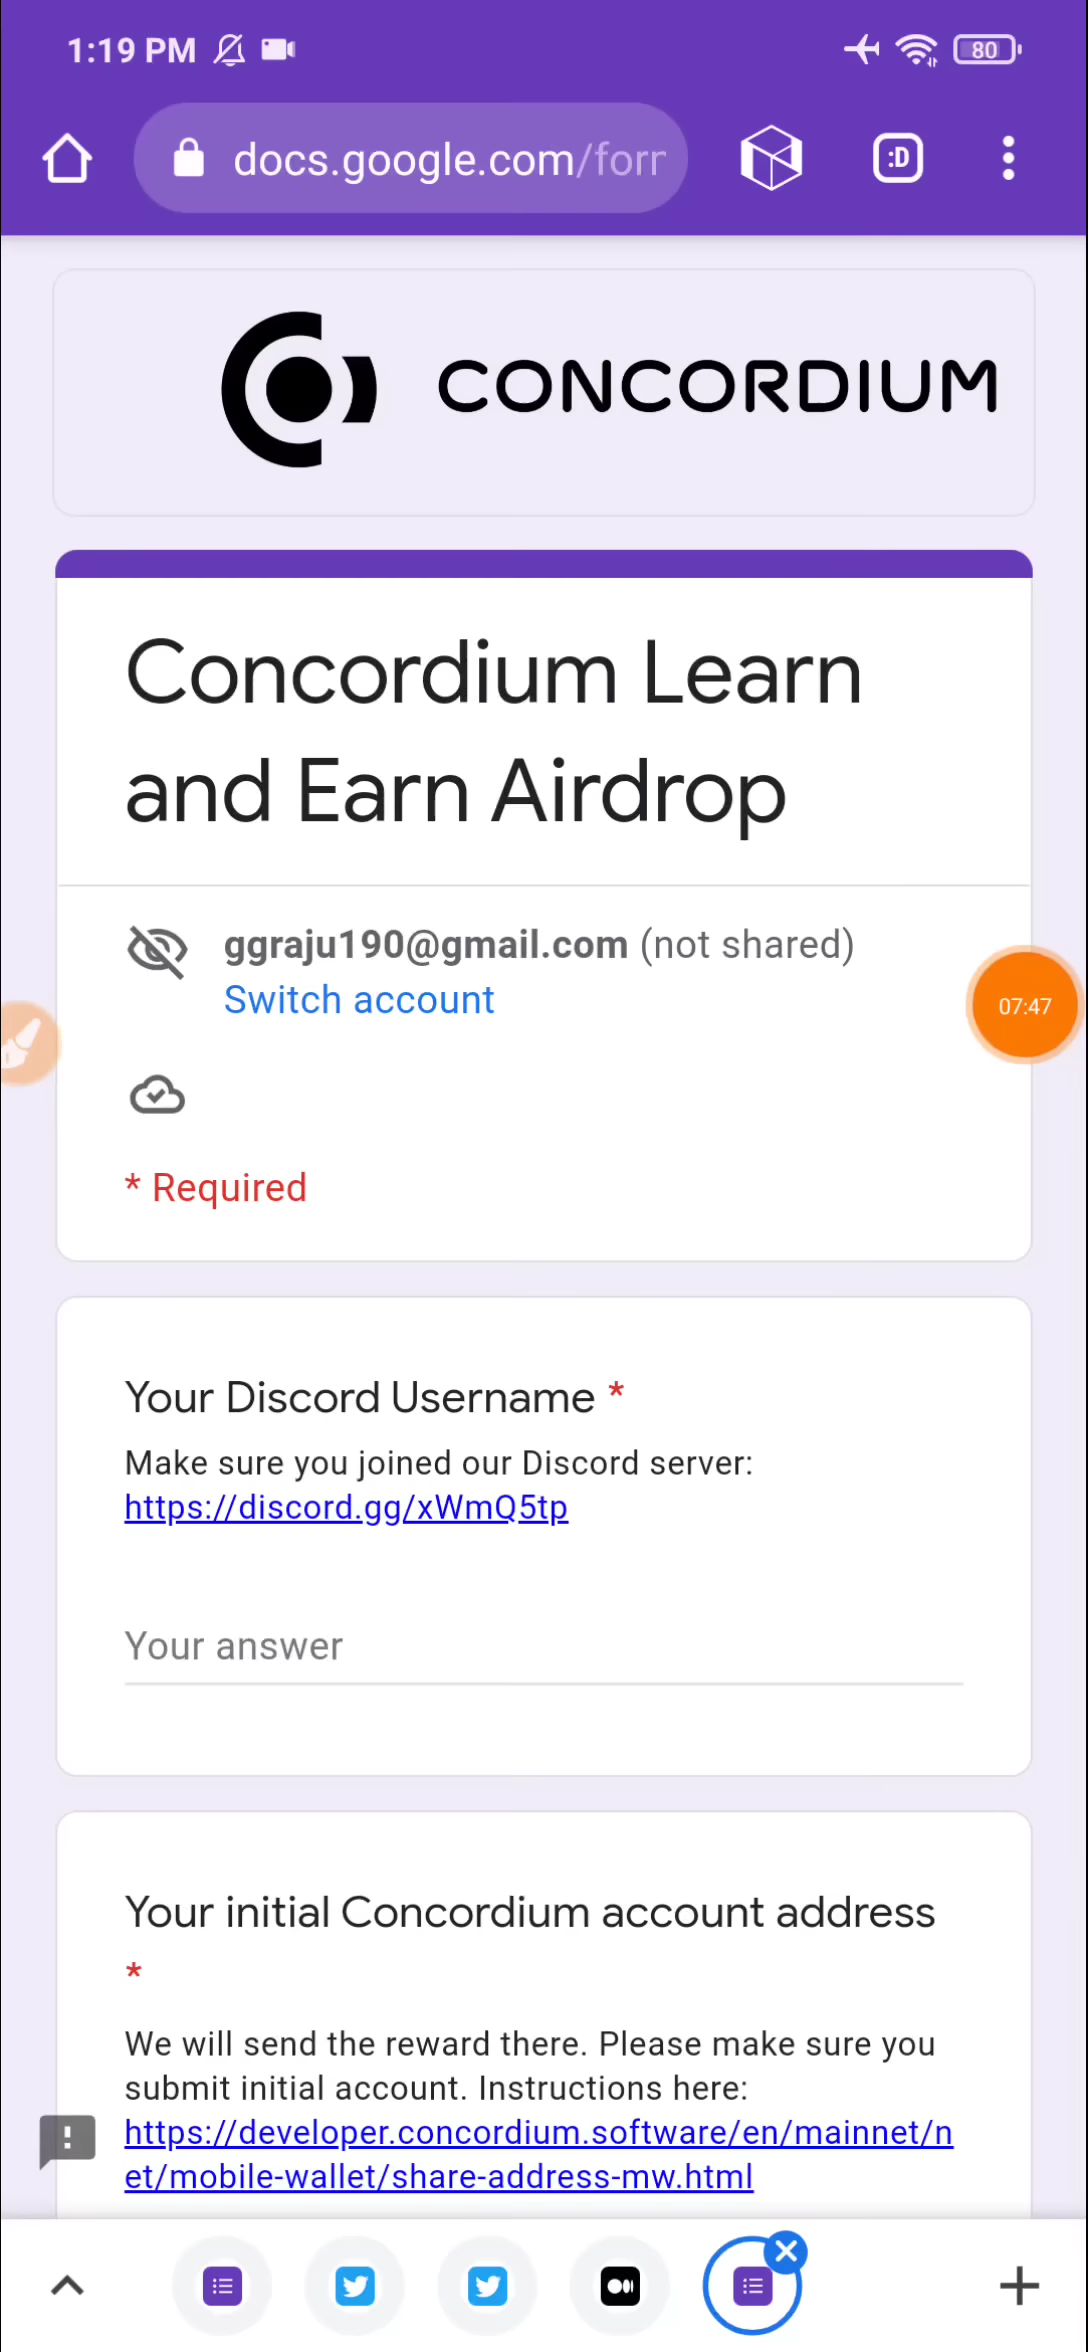 1:19 PM 80
docs.google.com/forr :D
CONCORDIUM
Concordium Learn
and Earn Airdrop
ggraju190@gmail.com (not shared)
Switch account
07:47
* Required
Your Discord Username *
Make sure you joined our Discord server:
https://discord.gg/xWmQ5tp
Your answer
Your initial Concordium account address
*
We will send the reward there. Please make sure you
submit initial account. Instructions here:
https://developer.concordium.software/en/mainnet/n
et/mobile-wallet/share-address-mw.html